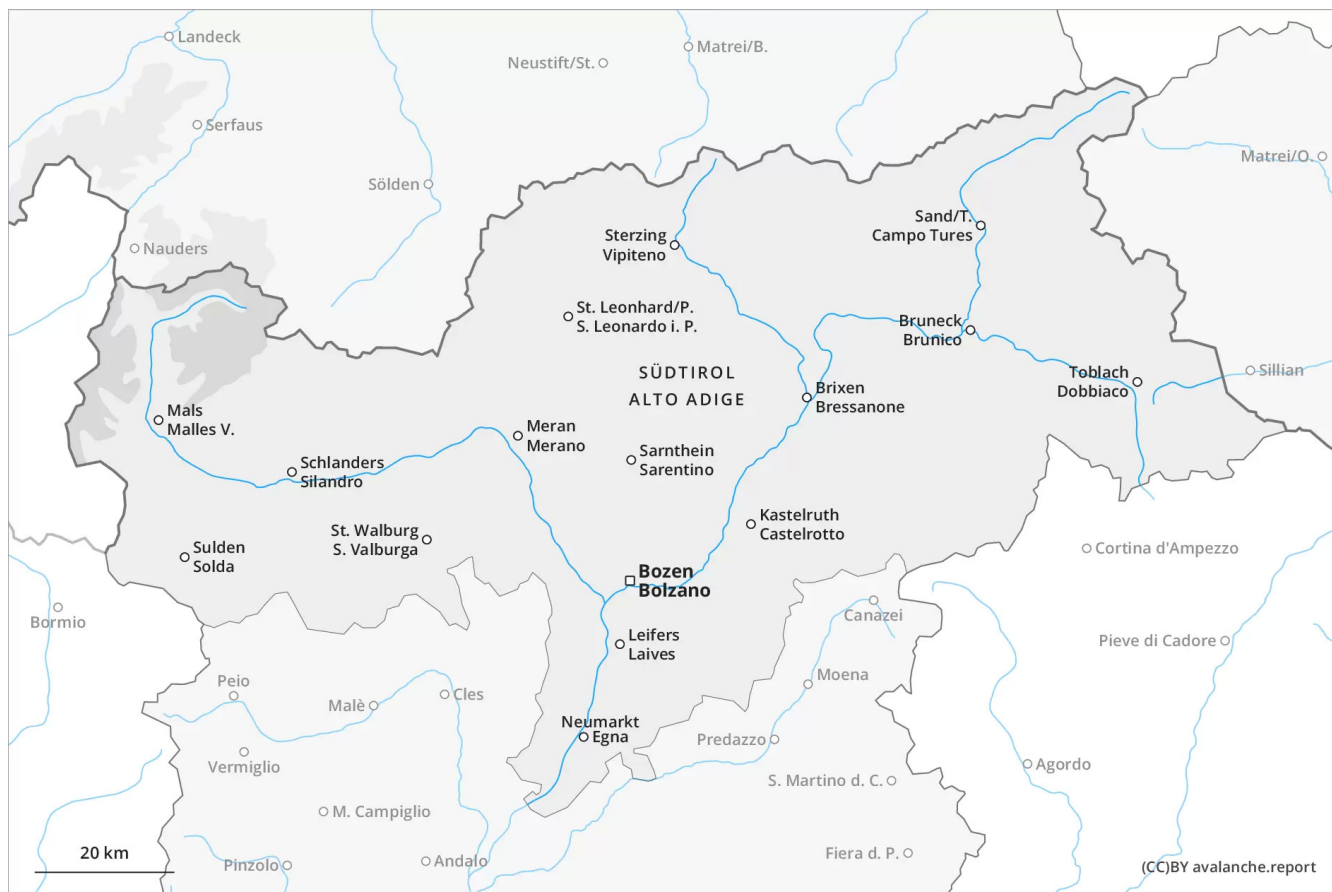 Landeck
Matrei/B.
Neustift/St.
Serfaus
Matrei/O.
Sölden
Sand/T.
Campo Tures
Sterzing
Vipiteno
Nauders
St. Leonhard/P.
S. Leonardo i. P.
Bruneck
Brunico
SÜDTIROL
ALTO ADIGE
Toblach
Dobbiaco
Sillian
Brixen
Bressanone
Mals
Malles V.
Meran
Merano
Sarnthein
Sarentino
Schlanders
Silandro
Kastelruth
Castelrotto
St. Walburg
S. Valburga
Sulden
Solda
Cortina d'Ampezzo
Bozen
Bolzano
Bormio
Canazei
Leifers
Laives
Pieve di Cadore
Peio
Moena
Cles
Malè
Neumarkt
Egna
Predazzo
Vermiglio
Agordo
S. Martino d. C.
M. Campiglio
20 km
Fiera d. P.
Andalo
Pinzolo
(CC)BY avalanche.report